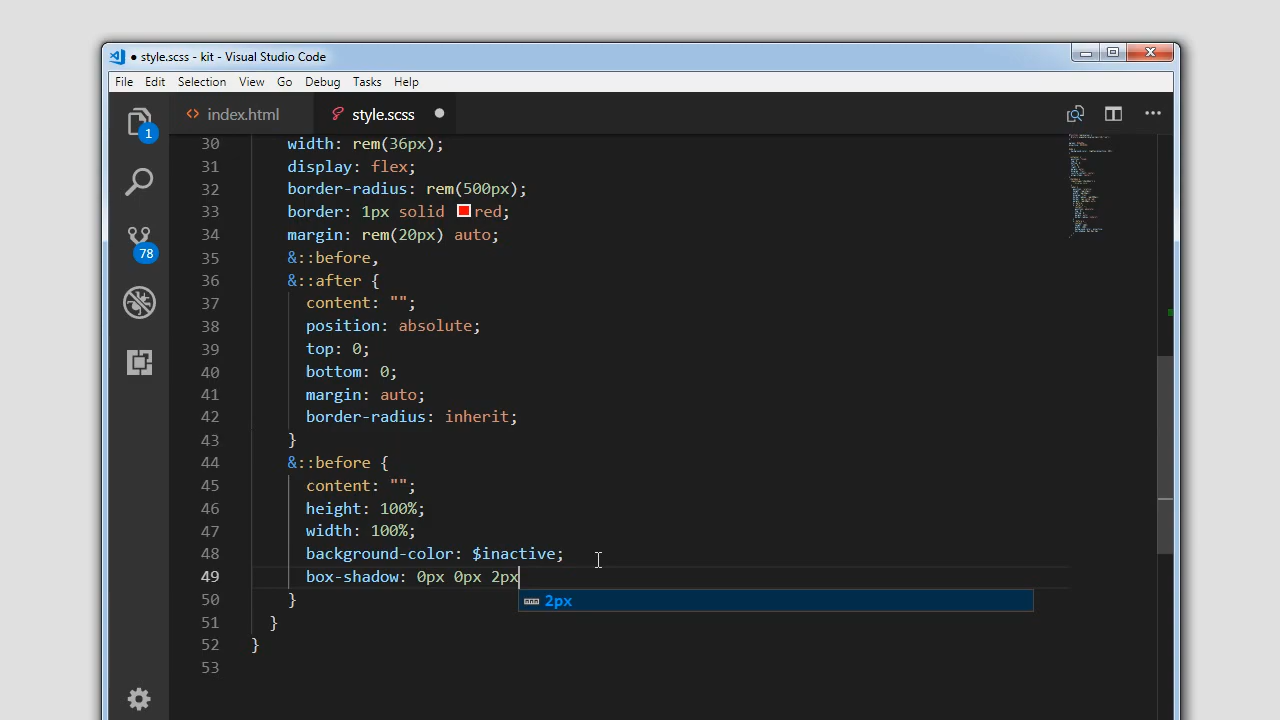 ● style.scss - kit - Visual Studio Code
File Edit Selection View Go Debug Tasks Help
1
<> index.html style.scss ●
78
30 width: rem(36px);
31 display: flex;
32 border-radius: rem(500px);
33 border: 1px solid red;
34 margin: rem(20px) auto;
35 &::before,
36 &::after {
37 content: "";
38 position: absolute;
39 top: 0;
40 bottom: 0;
41 margin: auto;
42 border-radius: inherit;
43 }
44 &::before {
45 content: "";
46 height: 100%;
47 width: 100%;
48 background-color: $inactive;
49 box-shadow: 0px 0px 2px
2px
50 }
51 }
52 }
53